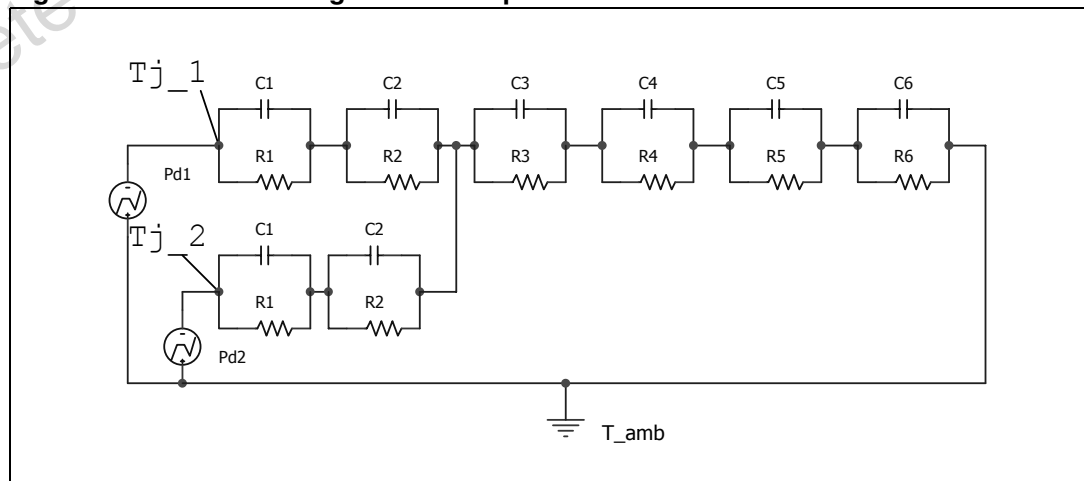 Tj_1
C1 C2 C3 C4 C5 C6
R1 R2 R3 R4 R5 R6
Pd1
Tj_2
C1 C2
R1 R2
Pd2
T_amb